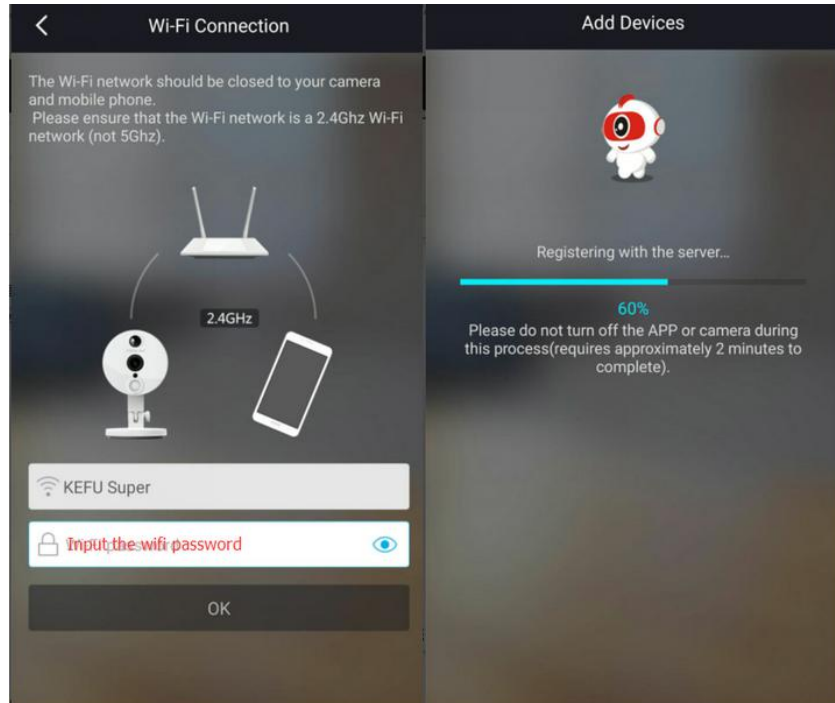 Wi-Fi Connection
The Wi-Fi network should be closed to your camera
and mobile phone.
Please ensure that the Wi-Fi network is a 2.4Ghz Wi-Fi
network (not 5Ghz).
2.4GHz
KEFU Super
Input the wifi password
OK
Add Devices
Registering with the server...
60%
Please do not turn off the APP or camera during
this process(requires approximately 2 minutes to
complete).